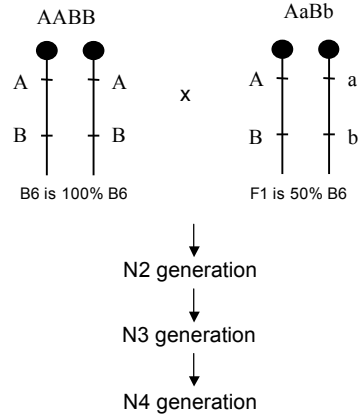 AABB
AaBb
A A
x
A a
B B
B b
B6 is 100% B6
F1 is 50% B6
N2 generation
N3 generation
N4 generation